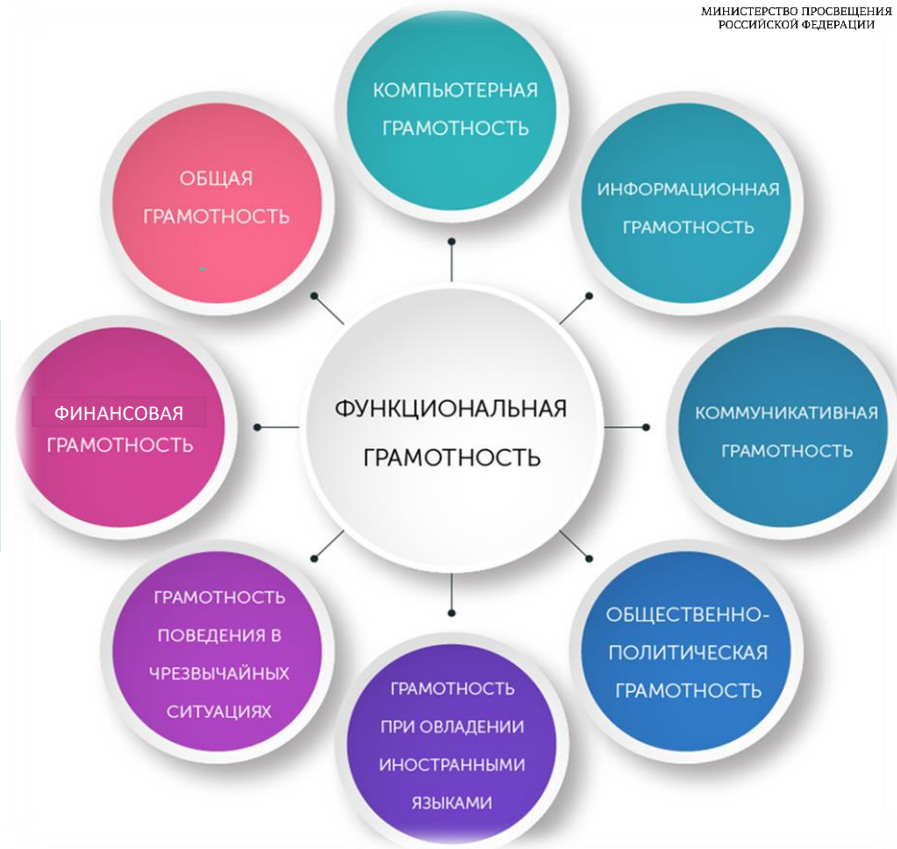 МИНИСТЕРСТВО ПРОСВЕЩЕНИЯ
РОССИЙСКОЙ ФЕДЕРАЦИИ
КОМПЬЮТЕРНАЯ
ГРАМОТНОСТЬ
ОБЩАЯ
ГРАМОТНОСТЬ
ИНФОРМАЦИОННАЯ
ГРАМОТНОСТЬ
ФУНКЦИОНАЛЬНАЯ
ГРАМОТНОСТЬ
ФИНАНСОВАЯ
ГРАМОТНОСТЬ
КОММУНИКАТИВНАЯ
ГРАМОТНОСТЬ
ГРАМОТНОСТЬ
ПОВЕДЕНИЯ В
ЧРЕЗВЫЧАЙНЫХ
СИТУАЦИЯХ
ОБЩЕСТВЕННО-
ПОЛИТИЧЕСКАЯ
ГРАМОТНОСТЬ
ГРАМОТНОСТЬ
ПРИ ОВЛАДЕНИИ
ИНОСТРАННЫМИ
ЯЗЫКАМИ